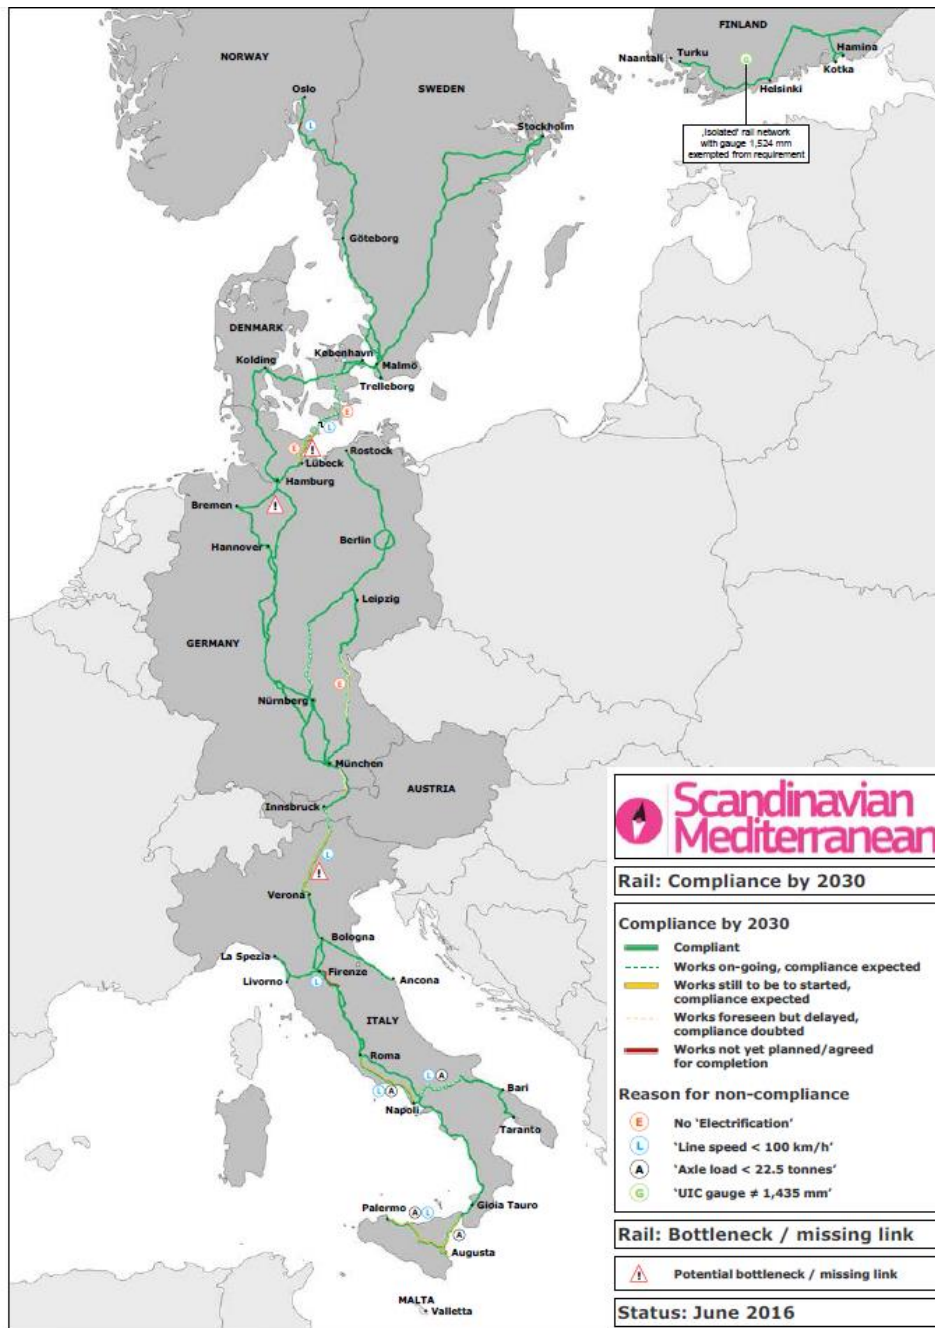 FINLAND
NORWAY
Naantali
Turku
Hamina
G
Kotka
Helsinki
Oslo
SWEDEN
L
Stockholm
‚Isolated' rail network
with gauge 1,524 mm
exempted from requirement
Göteborg
DENMARK
København
Kolding
Malmö
Trelleborg
E
L
E
!
Rostock
Lübeck
Hamburg
Bremen
!
Hannover
Berlin
Leipzig
GERMANY
E
Nürnberg
München
AUSTRIA
Innsbruck
L
!
Verona
Bologna
La Spezia
Firenze
Livorno
L
Ancona
ITALY
Roma
L A
L A
Bari
Napoli
Taranto
Palermo
A L
Gioia Tauro
A
Augusta
MALTA
Valletta
Scandinavian
Mediterranean
Rail: Compliance by 2030
Compliance by 2030
Compliant
Works on-going, compliance expected
Works still to be to started,
compliance expected
Works foreseen but delayed,
compliance doubted
Works not yet planned/agreed
for completion
Reason for non-compliance
E No 'Electrification'
L 'Line speed < 100 km/h'
A 'Axle load < 22.5 tonnes'
G 'UIC gauge ≠ 1,435 mm'
Rail: Bottleneck / missing link
! Potential bottleneck / missing link
Status: June 2016